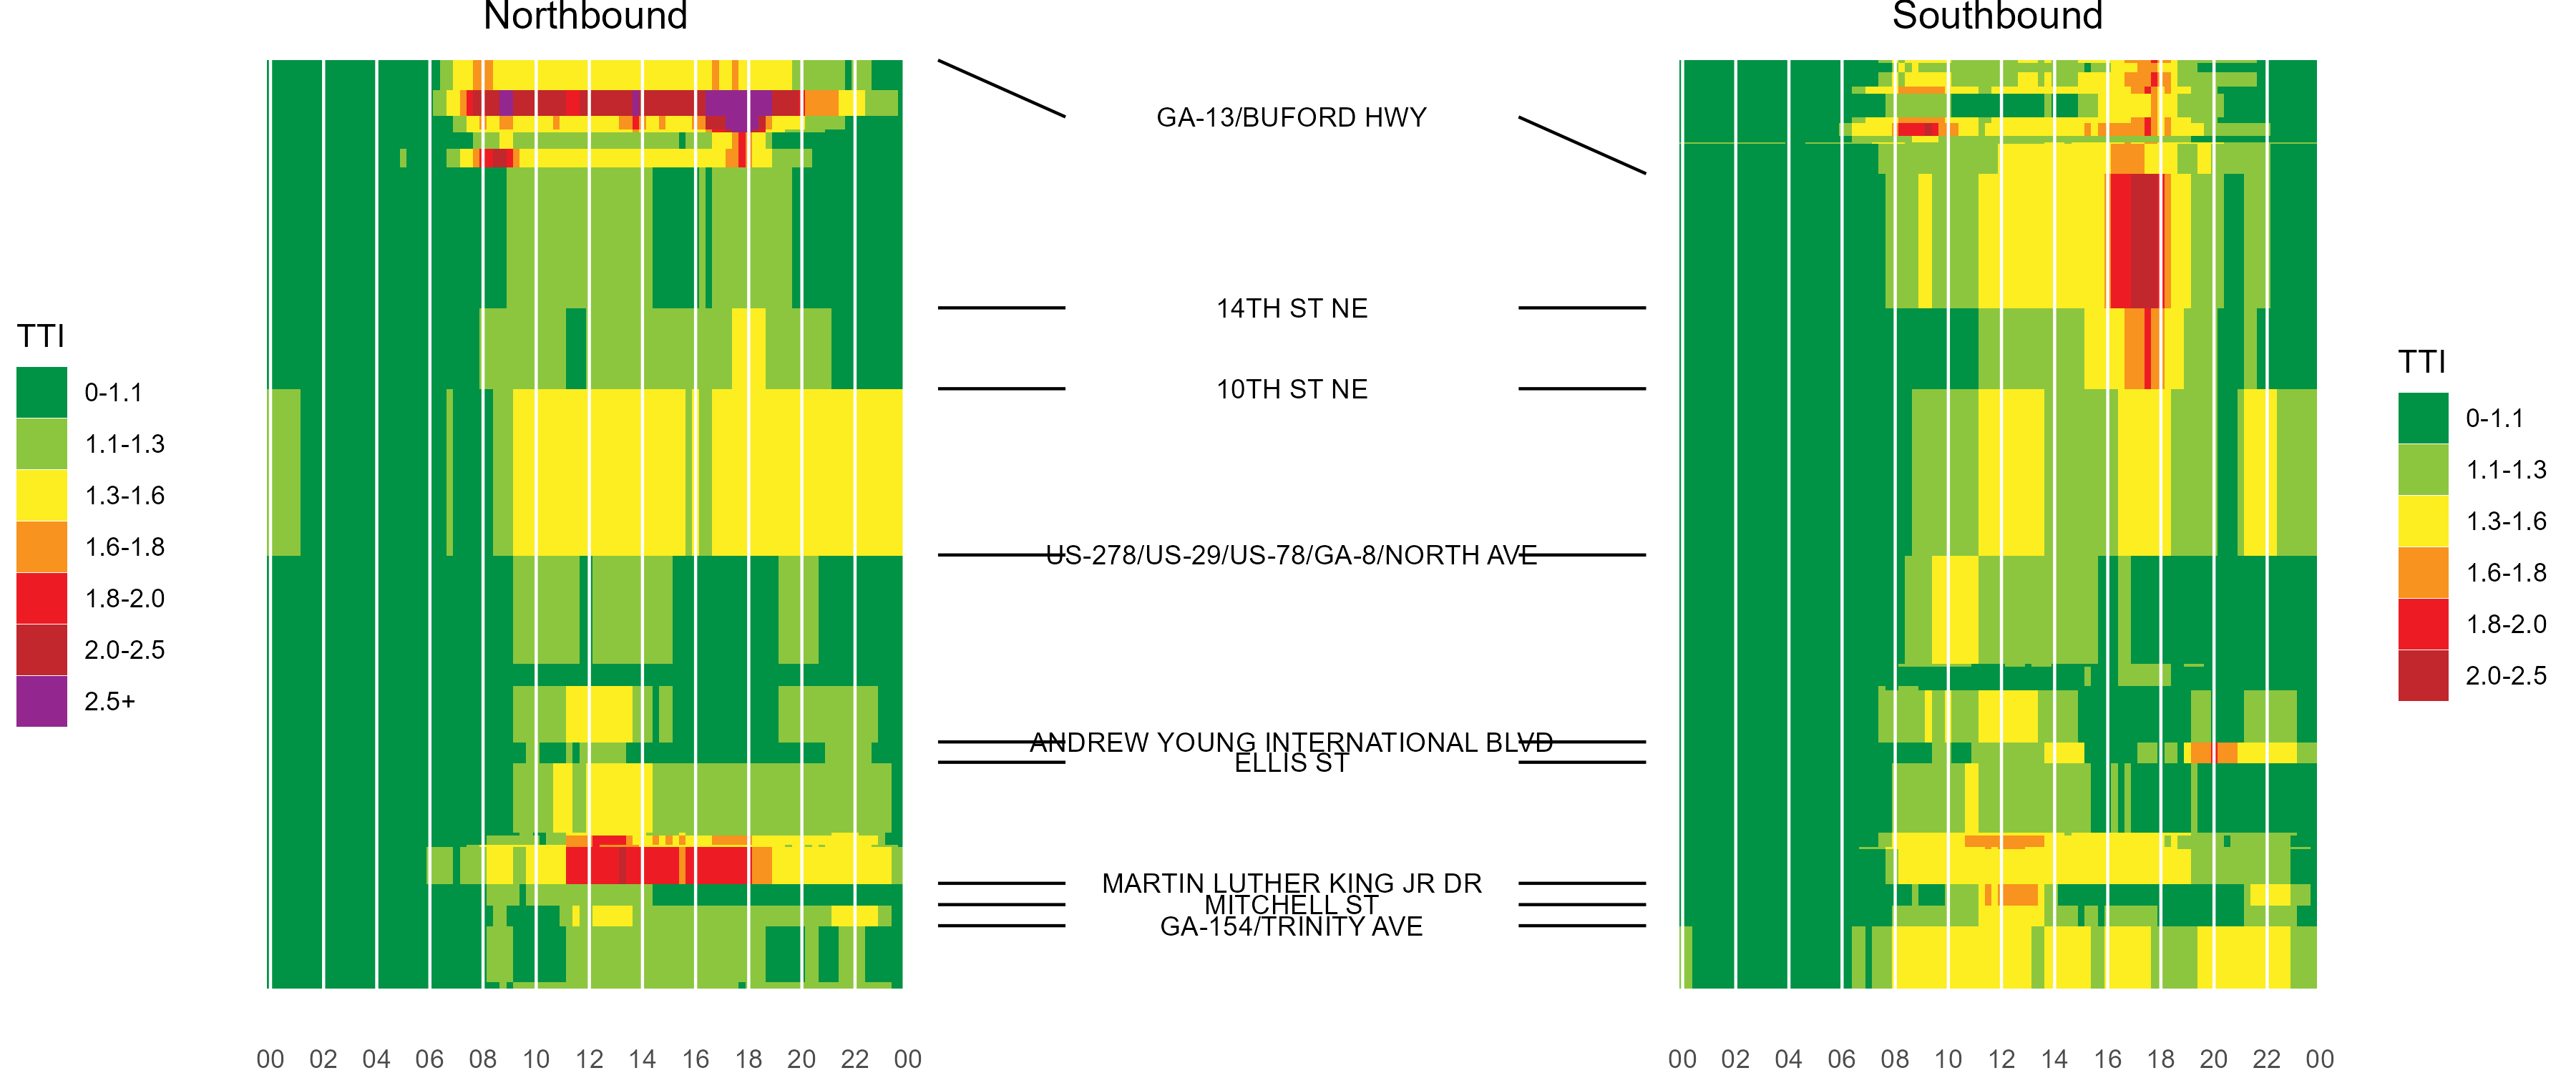 Northbound
Southbound
GA-13/BUFORD HWY
14TH ST NE
10TH ST NE
US-278/US-29/US-78/GA-8/NORTH AVE
ANDREW YOUNG INTERNATIONAL BLVD
ELLIS ST
MARTIN LUTHER KING JR DR
MITCHELL ST
GA-154/TRINITY AVE
TTI
0-1.1
1.1-1.3
1.3-1.6
1.6-1.8
1.8-2.0
2.0-2.5
2.5+
TTI
0-1.1
1.1-1.3
1.3-1.6
1.6-1.8
1.8-2.0
2.0-2.5
00 02 04 06 08 10 12 14 16 18 20 22 00
00 02 04 06 08 10 12 14 16 18 20 22 00